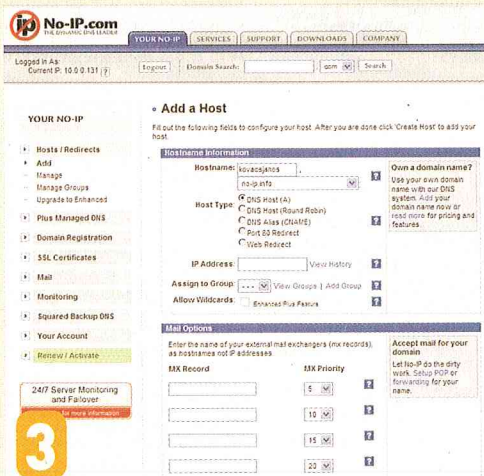 No-IP.com
THE DYNAMIC DNS LEADER
YOUR NO-IP
SERVICES
SUPPORT
DOWNLOADS
COMPANY
Logged In As:
Current IP: 10.0.0.131 [?]
Logout
Domain Search:
.com
Search
YOUR NO-IP
Hosts / Redirects
Add
Manage
Manage Groups
Upgrade to Enhanced
Plus Managed DNS
Domain Registration
SSL Certificates
Mail
Monitoring
Squared Backup DNS
Your Account
Renew / Activate
24/7 Server Monitoring
and Failover
for more information
3
Add a Host
Fill out the following fields to configure your host. After you are done click 'Create Host' to add your
host.
Hostname Information
Hostname: kovacsjanos .
no-ip.info ?
Host Type: DNS Host (A)
DNS Host (Round Robin)
DNS Alias (CNAME) ?
Port 80 Redirect
Web Redirect
IP Address: View History ?
Assign to Group: - - - View Groups | Add Group ?
Allow Wildcards: Enhanced Plus Feature ?
Own a domain name?
Use your own domain
name with our DNS
system. Add your
domain name now or
read more for pricing and
features.
Mail Options
Enter the name of your external mail exchangers (mx records),
as hostnames not IP addresses.
MX Record MX Priority
5 ?
10 ?
15 ?
20 ?
Accept mail for your
domain
Let No-IP do the dirty
work. Setup POP or
forwarding for your
name.